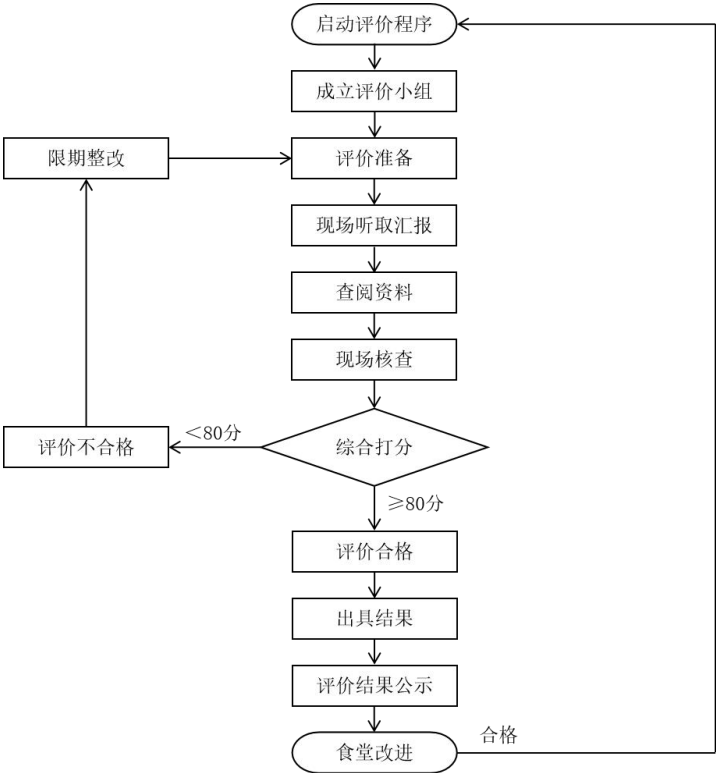 启动评价程序
成立评价小组
限期整改
评价准备
现场听取汇报
查阅资料
现场核查
＜80分
评价不合格
综合打分
≥80分
评价合格
出具结果
评价结果公示
合格
食堂改进